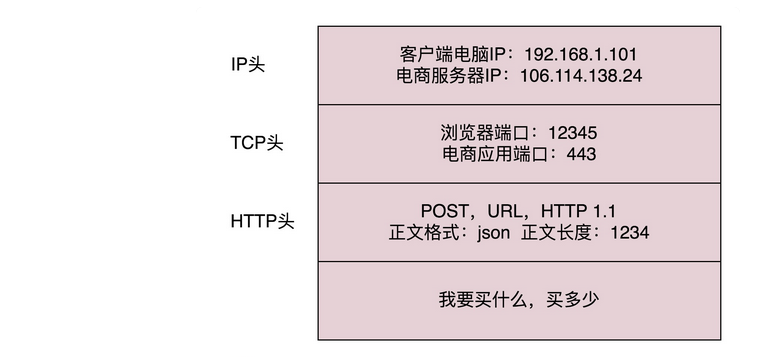 IP头
客户端电脑IP：192.168.1.101
电商服务器IP：106.114.138.24
TCP头
浏览器端口：12345
电商应用端口：443
HTTP头
POST，URL，HTTP 1.1
正文格式：json 正文长度：1234
我要买什么，买多少